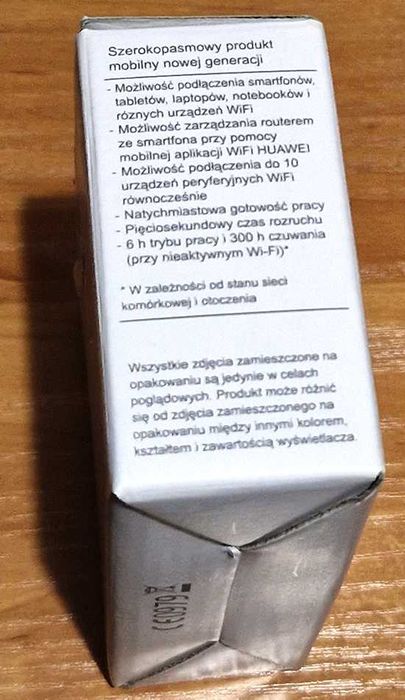 Szerokopasmowy produkt
mobilny nowej generacji
- Możliwość podłączenia smartfonów,
tabletów, laptopów, notebooków i
róznych urządzeń WiFi
- Możliwość zarządzania routerem
ze smartfona przy pomocy
mobilnej aplikacji WiFi HUAWEI
- Możliwość podłączenia do 10
urządzeń peryferyjnych WiFi
równocześnie
- Natychmiastowa gotowość pracy
- Pięciosekundowy czas rozruchu
- 6 h trybu pracy i 300 h czuwania
(przy nieaktywnym Wi-Fi)*
* W zależności od stanu sieci
komórkowej i otoczenia
Wszystkie zdjęcia zamieszczone na
opakowaniu są jedynie w celach
poglądowych. Produkt może różnić
się od zdjęcia zamieszczonego na
opakowaniu między innymi kolorem,
kształtem i zawartością wyświetlacza.
CE0979